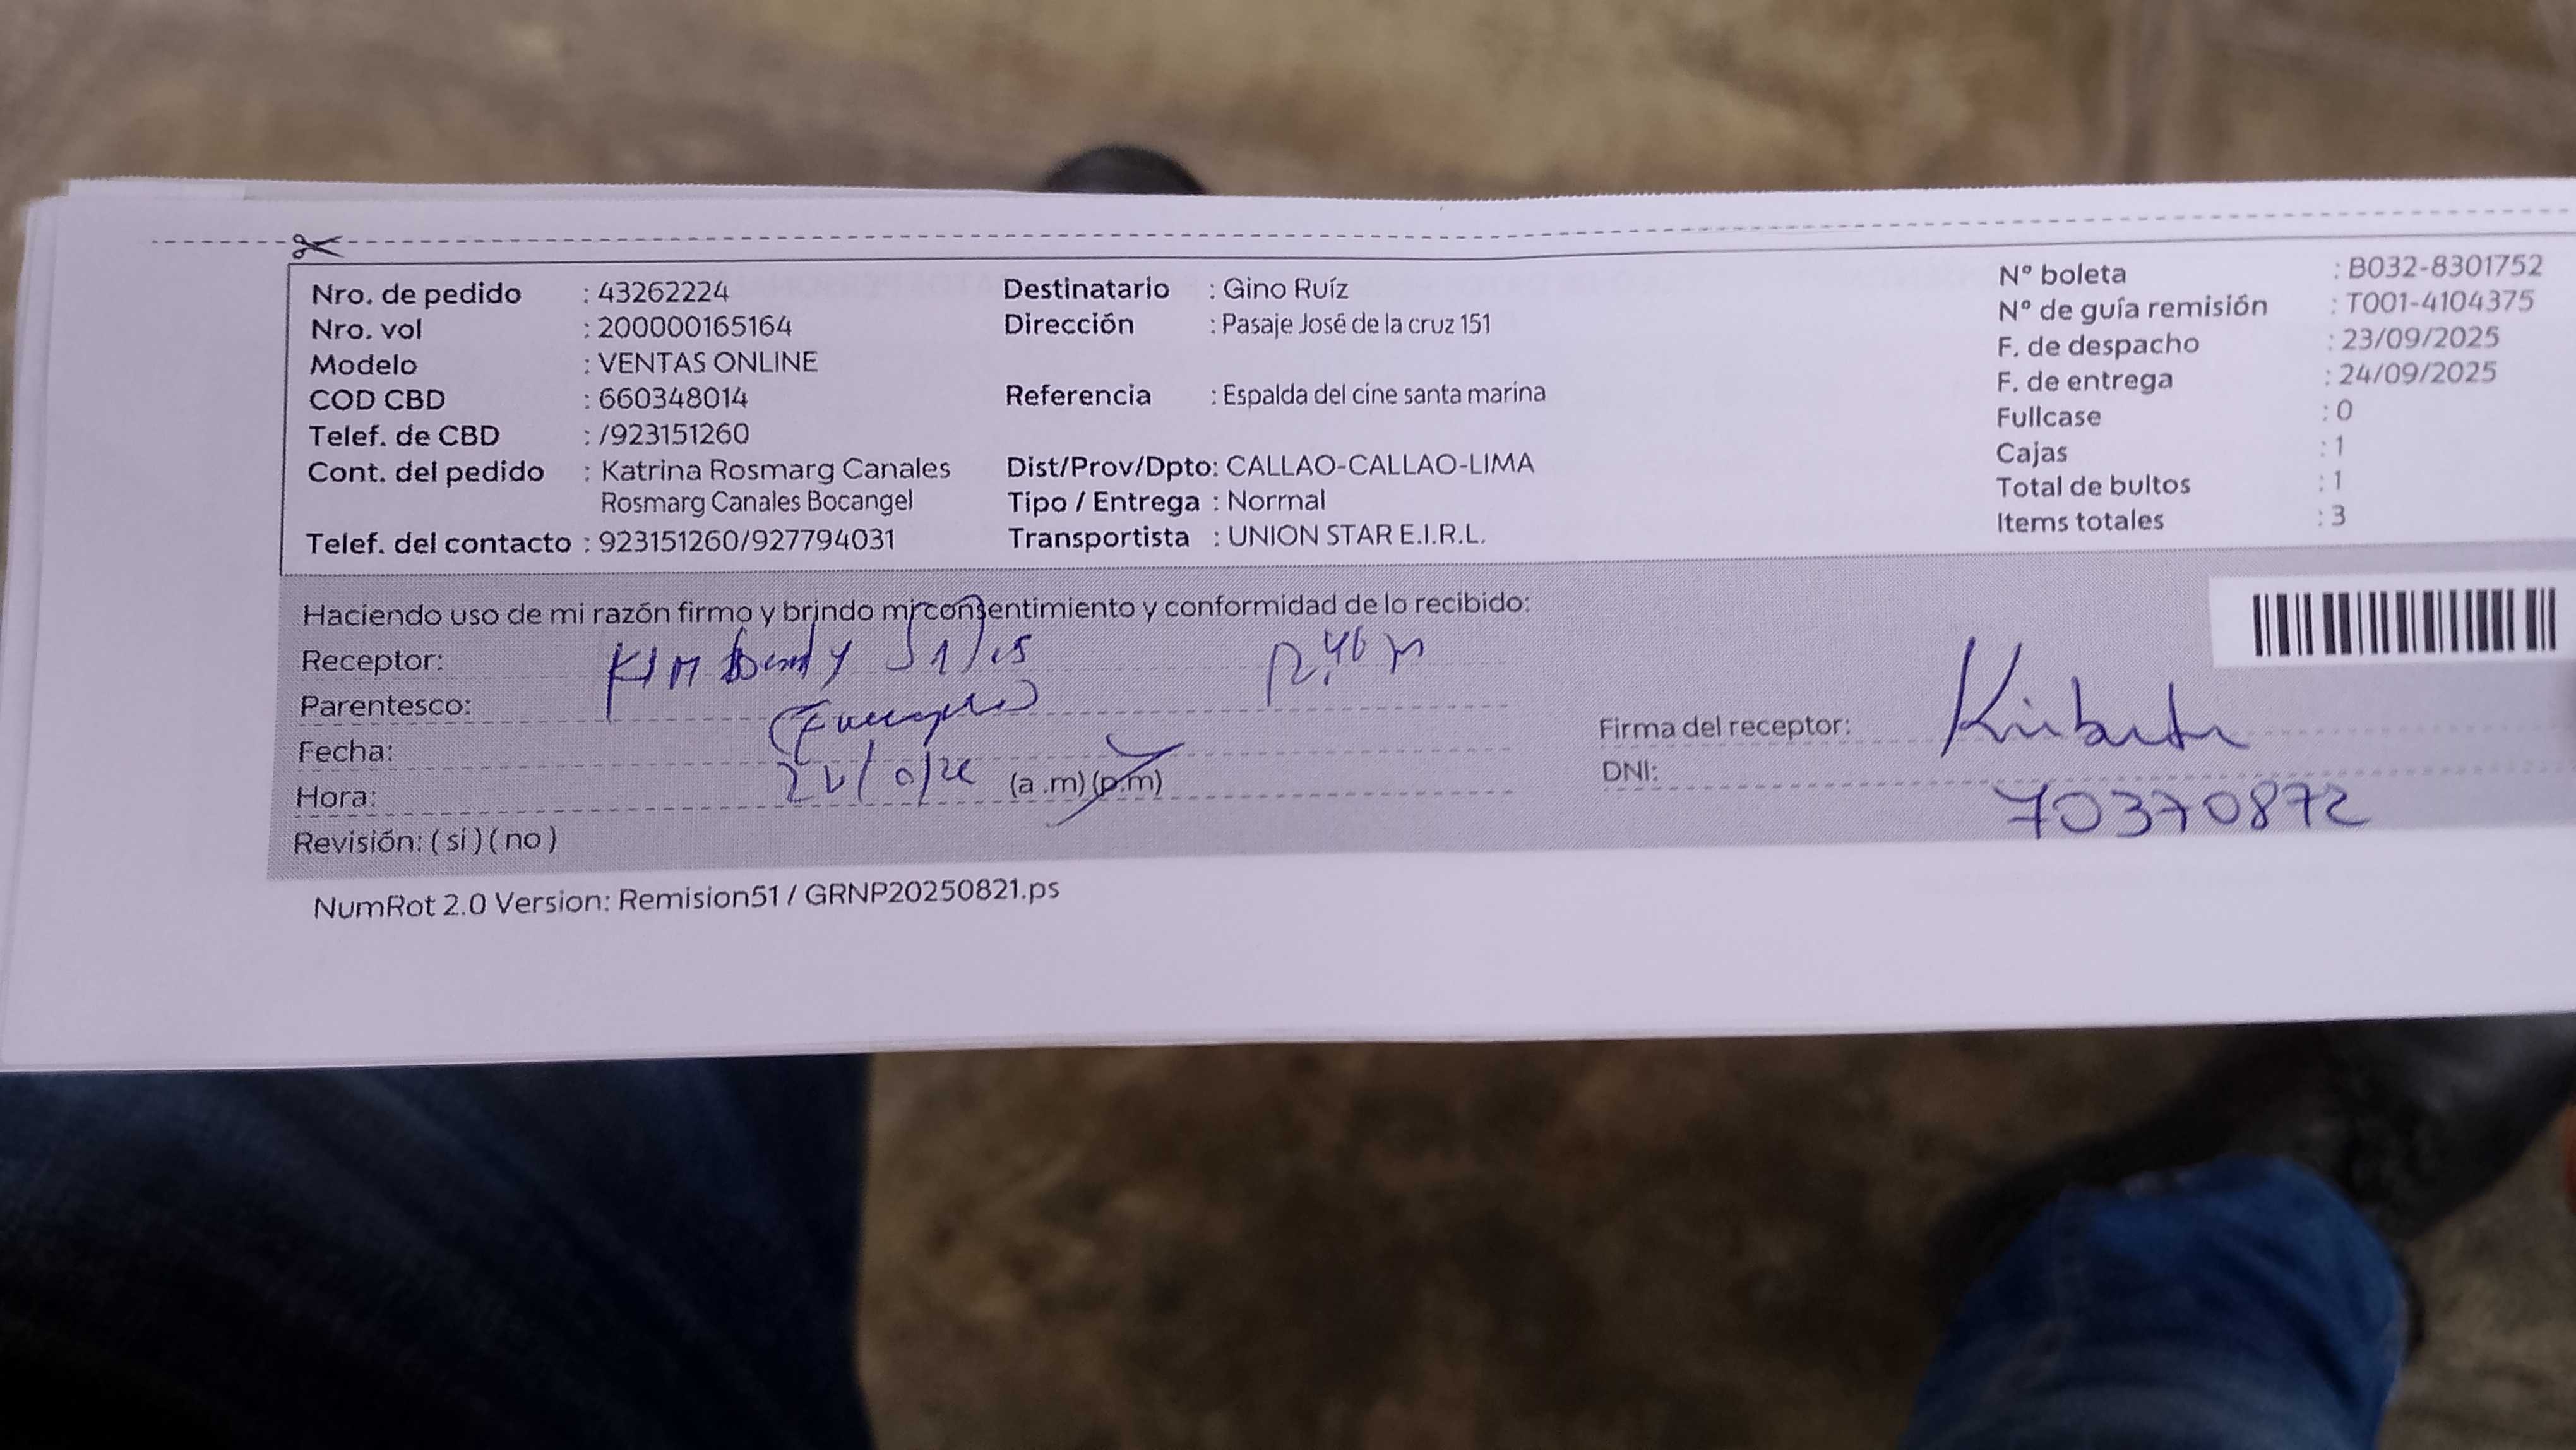 Nro. de pedido : 43262224
Nro. vol : 200000165164
Modelo : VENTAS ONLINE
COD CBD : 660348014
Telef. de CBD : /923151260
Cont. del pedido : Katrina Rosmarg Canales
Rosmarg Canales Bocangel
Telef. del contacto : 923151260/927794031
Destinatario : Gino Ruíz
Dirección : Pasaje José de la cruz 151
Referencia : Espalda del cine santa marina
Dist/Prov/Dpto: CALLAO-CALLAO-LIMA
Tipo / Entrega : Normal
Transportista : UNION STAR E.I.R.L.
N° boleta : B032-8301752
N° de guía remisión : T001-4104375
F. de despacho : 23/09/2025
F. de entrega : 24/09/2025
Fullcase : 0
Cajas : 1
Total de bultos : 1
Items totales : 3
Haciendo uso de mi razón firmo y brindo mi consentimiento y conformidad de lo recibido:
Receptor:
Parentesco:
Fecha:
Hora: (a .m) (p.m)
Revisión: ( si ) ( no )
Firma del receptor:
DNI: 70370872
NumRot 2.0 Version: Remision51 / GRNP20250821.ps